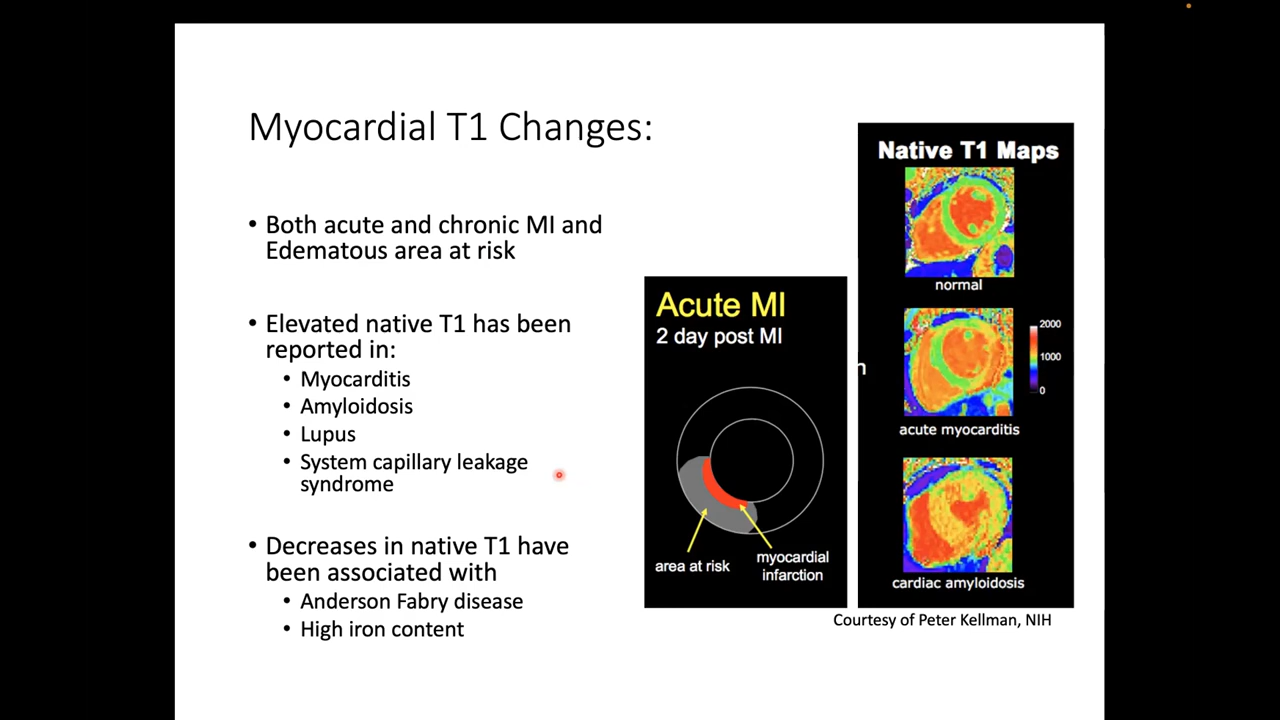 Myocardial T1 Changes:
• Both acute and chronic MI and
Edematous area at risk
• Elevated native T1 has been
reported in:
• Myocarditis
• Amyloidosis
• Lupus
• System capillary leakage
syndrome
• Decreases in native T1 have
been associated with
• Anderson Fabry disease
• High iron content
Acute MI
2 day post MI
area at risk
myocardial
infarction
n
Native T1 Maps
normal
acute myocarditis
2000
1000
0
cardiac amyloidosis
Courtesy of Peter Kellman, NIH